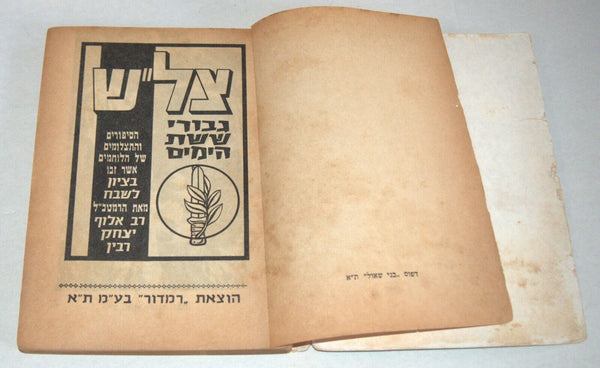 צל"ש
גבורי
ששת
הימים
הסיפורים
והתצלומים
של הלוחמים
אשר זכו
בציון
לשבח
מאת הרמטכ"ל
רב אלוף
יצחק
רבין
הוצאת „רמדור" בע"מ ת"א
דפוס „בני שאול" ת"א